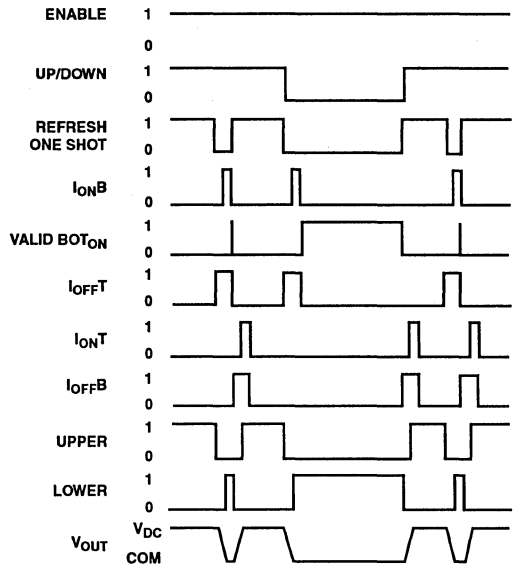 ENABLE 1
0
UP/DOWN 1
0
REFRESH 1
ONE SHOT 0
IONB 1
0
VALID BOTON 1
0
IOFFT 1
0
IONT 1
0
IOFFB 1
0
UPPER 1
0
LOWER 1
0
VOUT VDC
COM